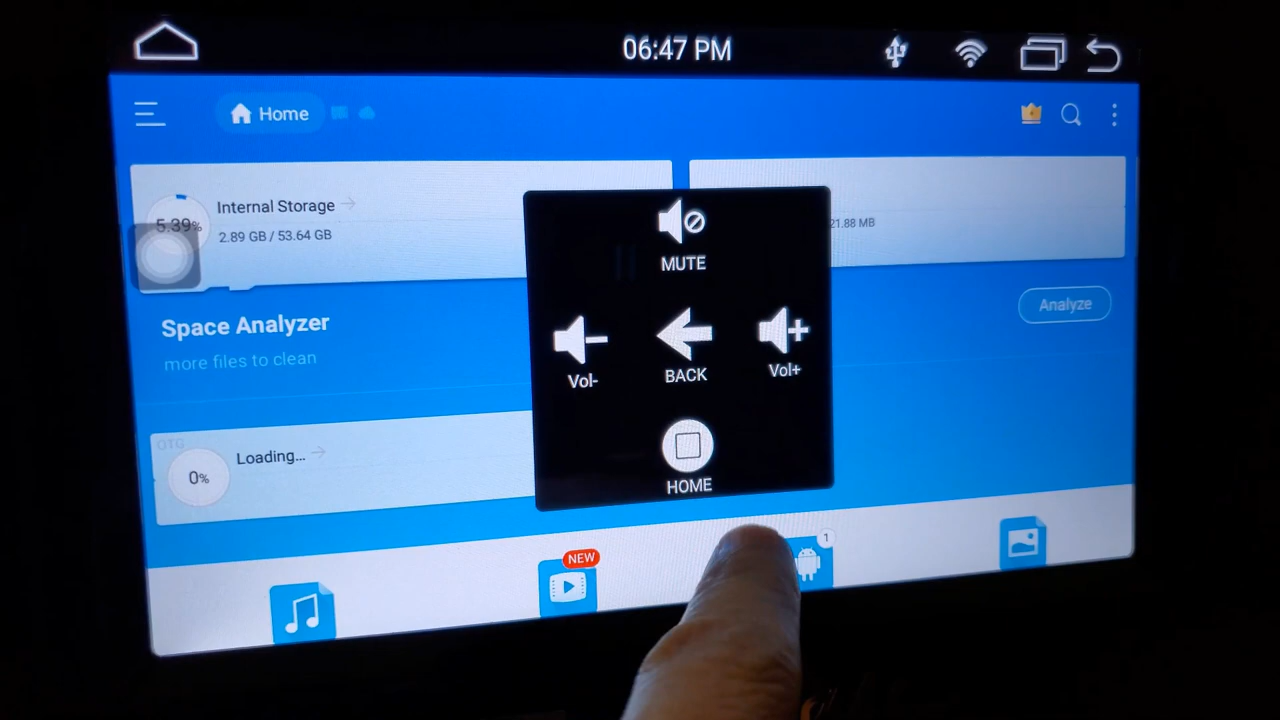 06:47 PM
Home
Internal Storage
5.39%
2.89 GB / 53.64 GB
21.88 MB
MUTE
Space Analyzer
more files to clean
Analyze
Vol-
BACK
Vol+
OTG
Loading...
0%
HOME
NEW
1